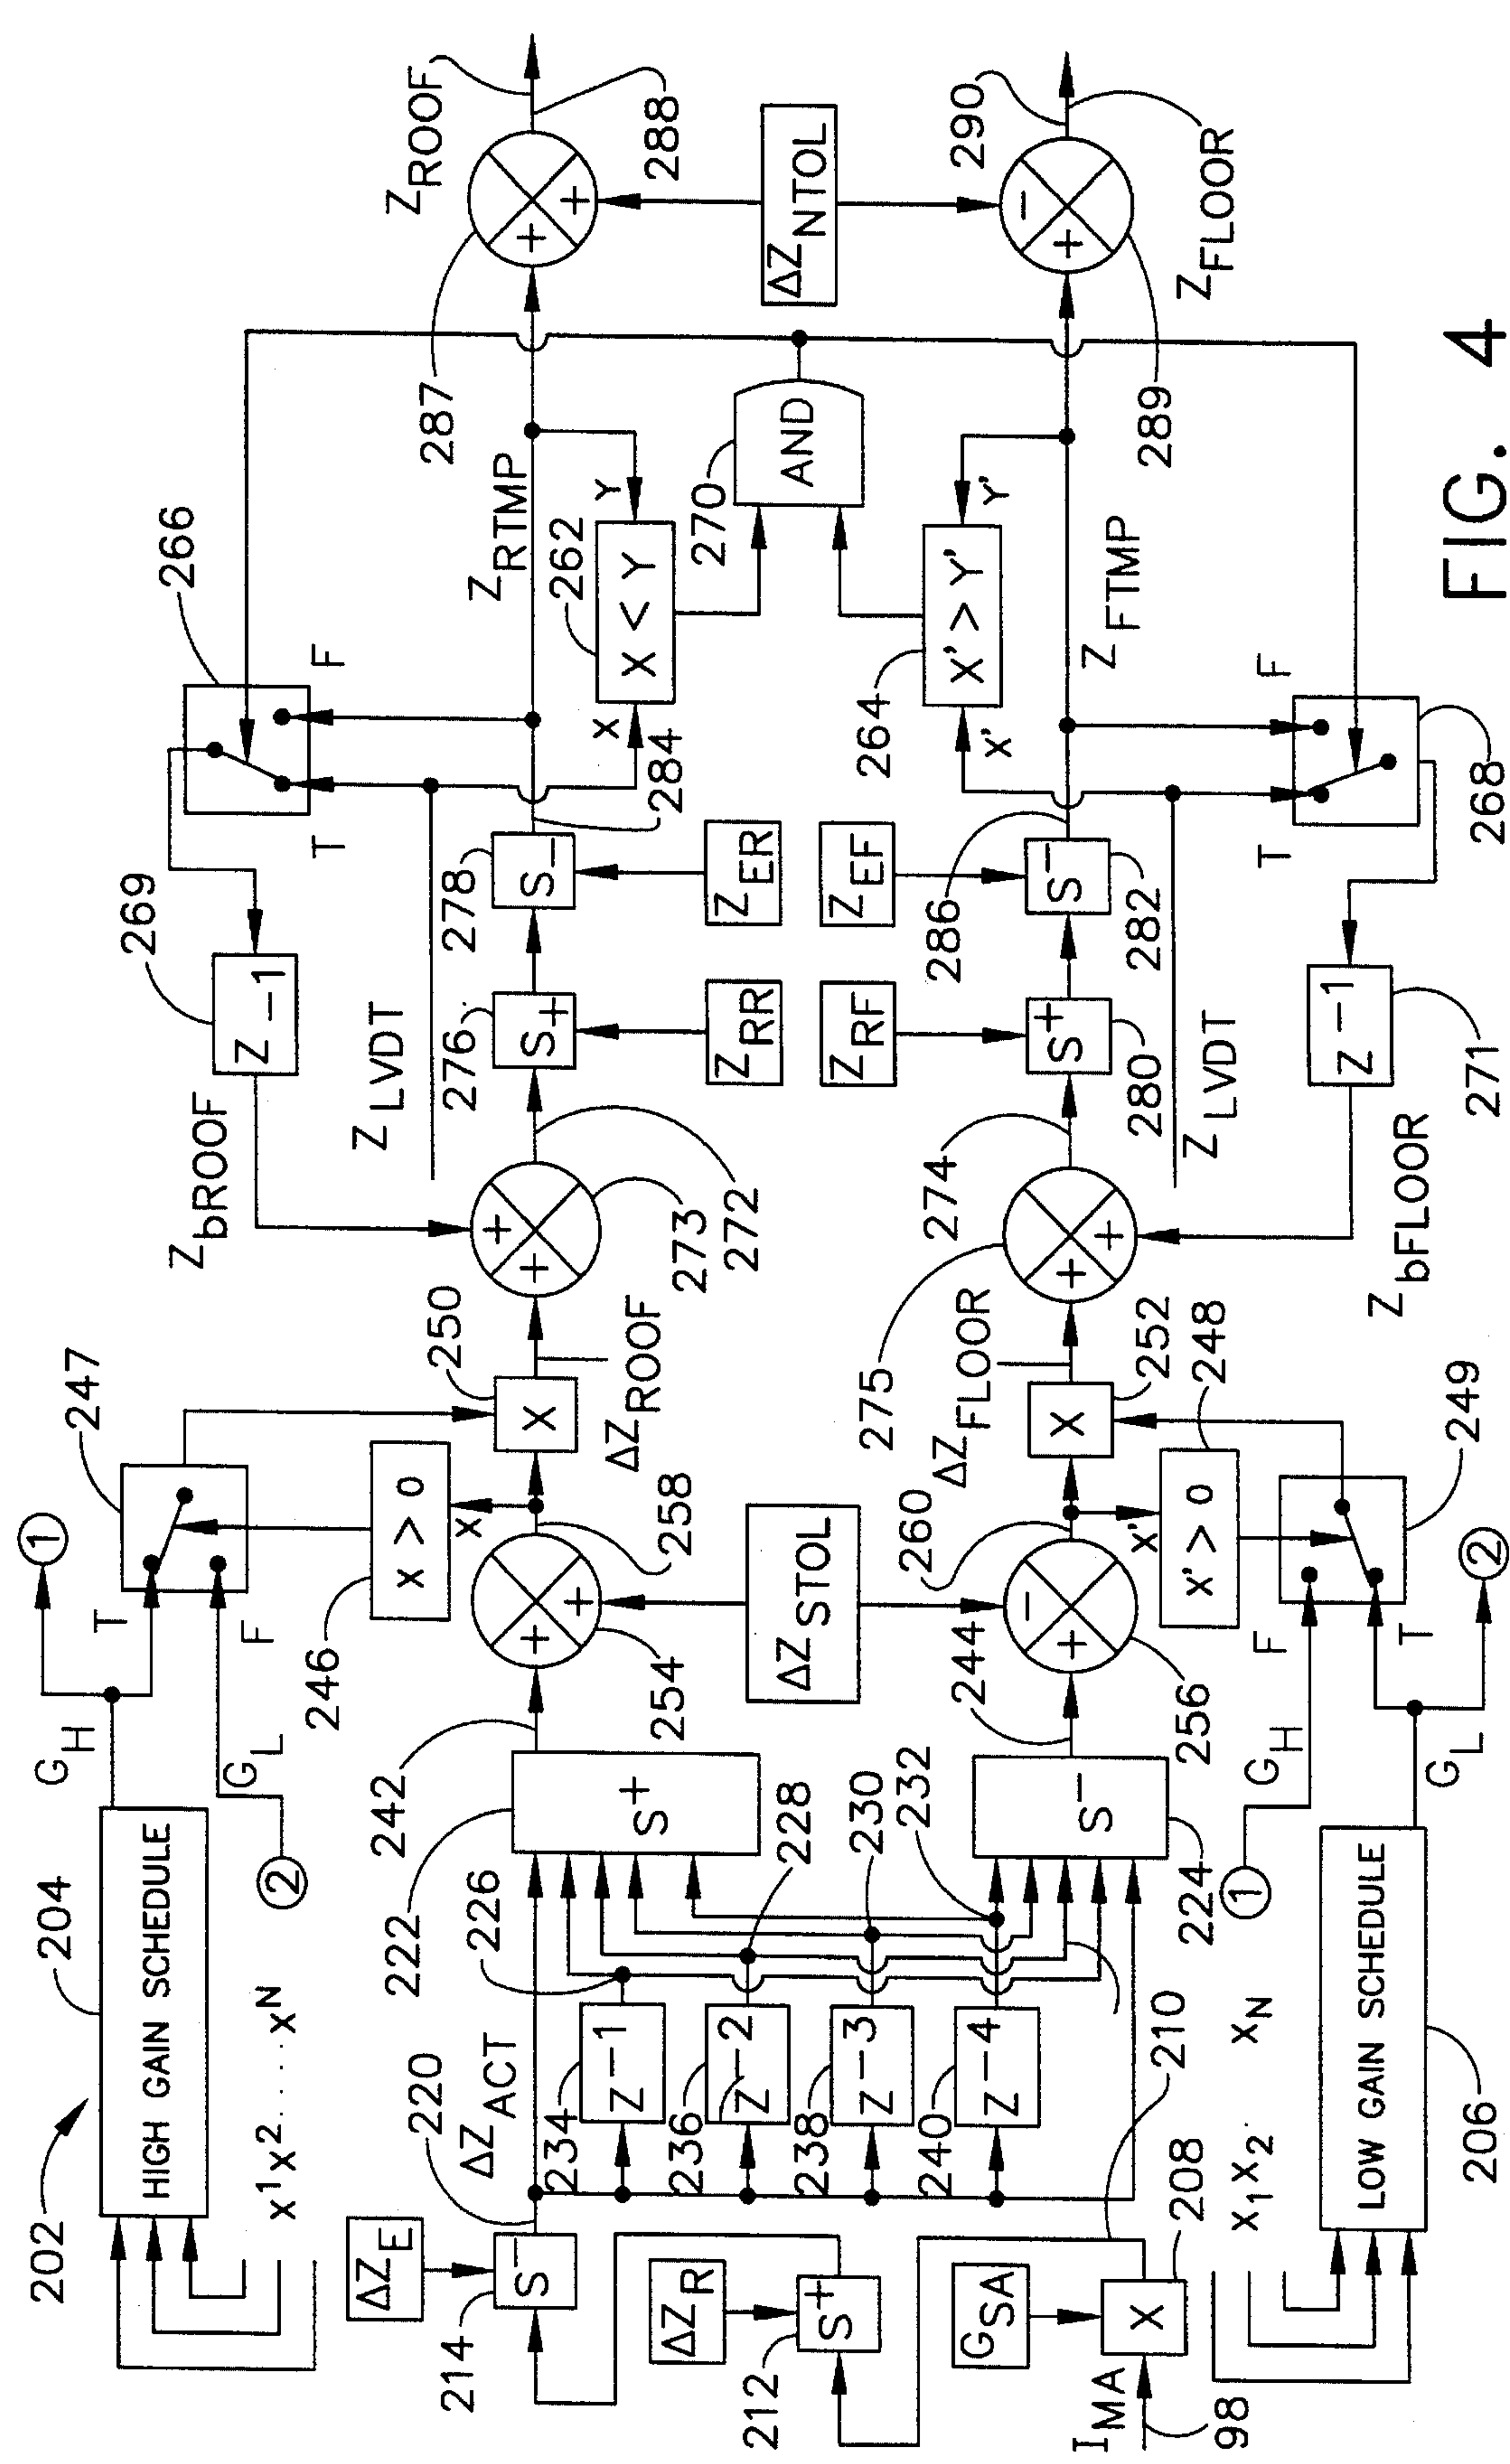 202
204
HIGH GAIN SCHEDULE
X1X2....XN
GH
1
T
F
GL
2
247
246
X > 0
X
250
X
ΔZROOF
258
ZbROOF
269
Z-1
266
T
F
ZLVDT
273
272
276
S+
ZRR
278
S-
ZER
284
ZRTMP
X
262
X < Y
Y
287
ZROOF
288
+
+
ΔZE
214
S-
220
ΔZACT
ΔZR
212
S+
GSA
X
208
IMA
98
210
234
Z-1
236
Z-2
238
Z-3
240
Z-4
226
228
230
232
222
S+
224
S-
242
244
254
+
+
256
+
-
ΔZSTOL
260
270
AND
ΔZNTOL
264
X' > Y'
X'
Y'
ZFTMP
286
ZEF
S-
282
ZRF
S+
280
274
275
+
+
+
+
ΔZFLOOR
X
252
X'
248
X' > 0
249
F
T
GH
1
GL
2
X1X2 . XN
LOW GAIN SCHEDULE
206
ZbFLOOR
271
Z-1
ZLVDT
268
T
F
289
+
-
290
ZFLOOR
FIG. 4